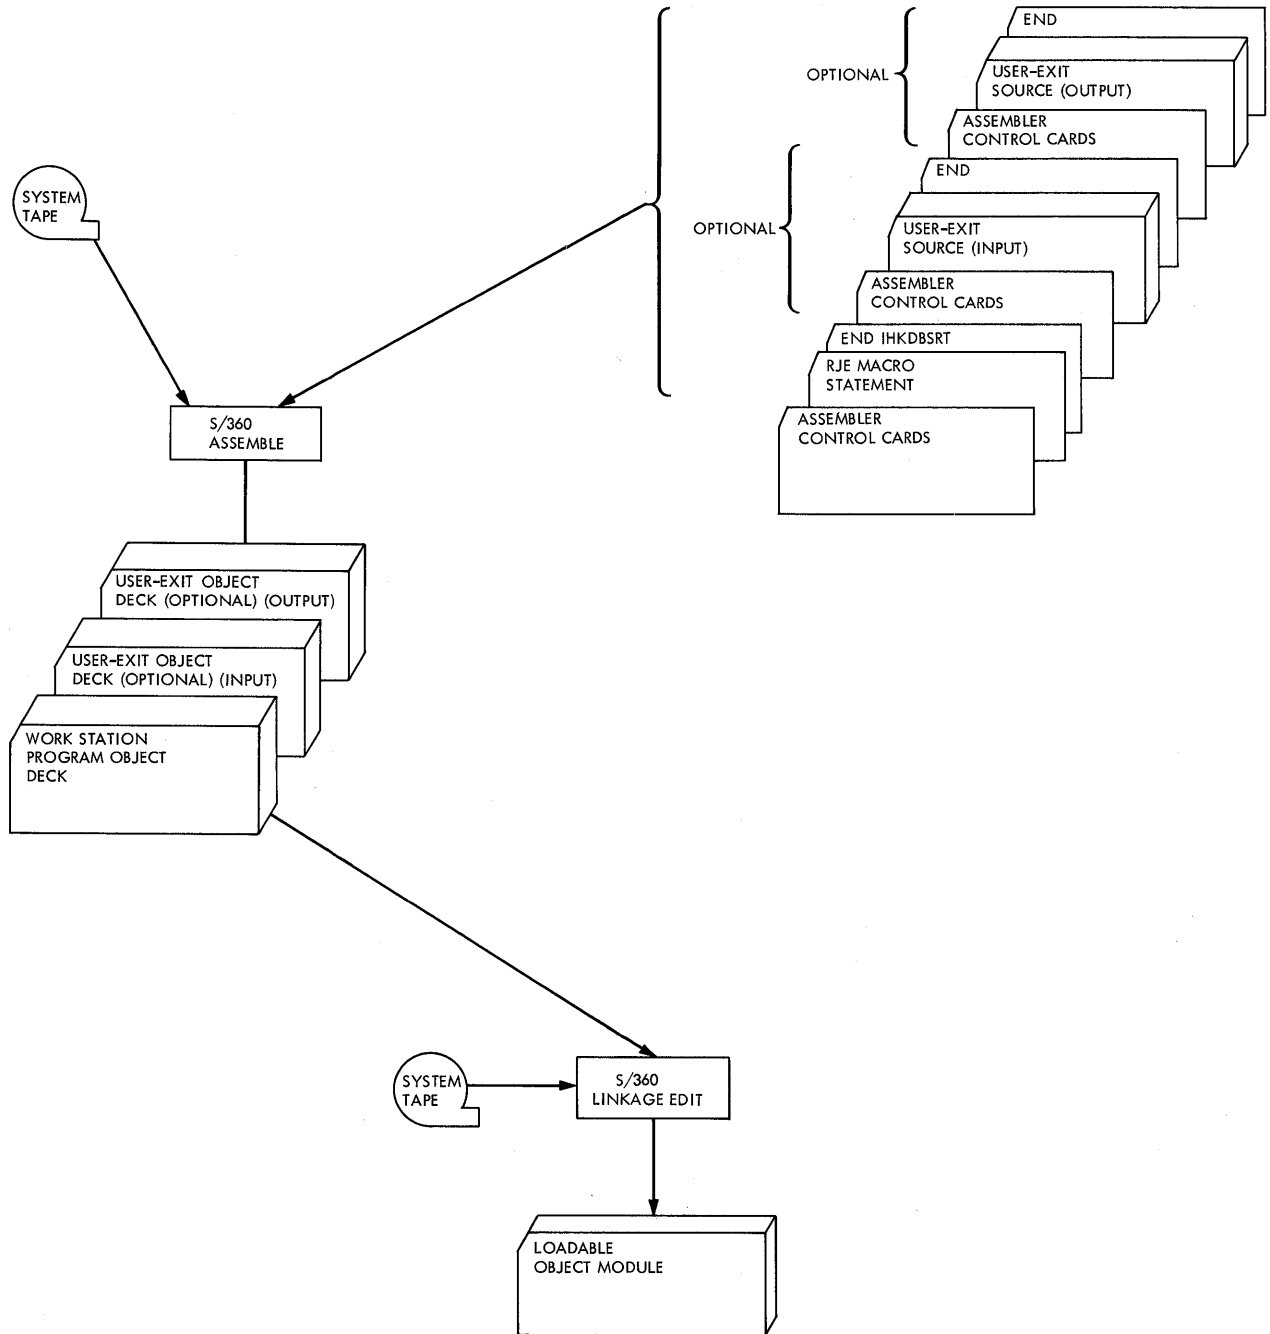 END
OPTIONAL
USER-EXIT
SOURCE (OUTPUT)
ASSEMBLER
CONTROL CARDS
END
OPTIONAL
USER-EXIT
SOURCE (INPUT)
ASSEMBLER
CONTROL CARDS
END IHKDBSRT
RJE MACRO
STATEMENT
ASSEMBLER
CONTROL CARDS
SYSTEM
TAPE
S/360
ASSEMBLE
USER-EXIT OBJECT
DECK (OPTIONAL) (OUTPUT)
USER-EXIT OBJECT
DECK (OPTIONAL) (INPUT)
WORK STATION
PROGRAM OBJECT
DECK
SYSTEM
TAPE
S/360
LINKAGE EDIT
LOADABLE
OBJECT MODULE